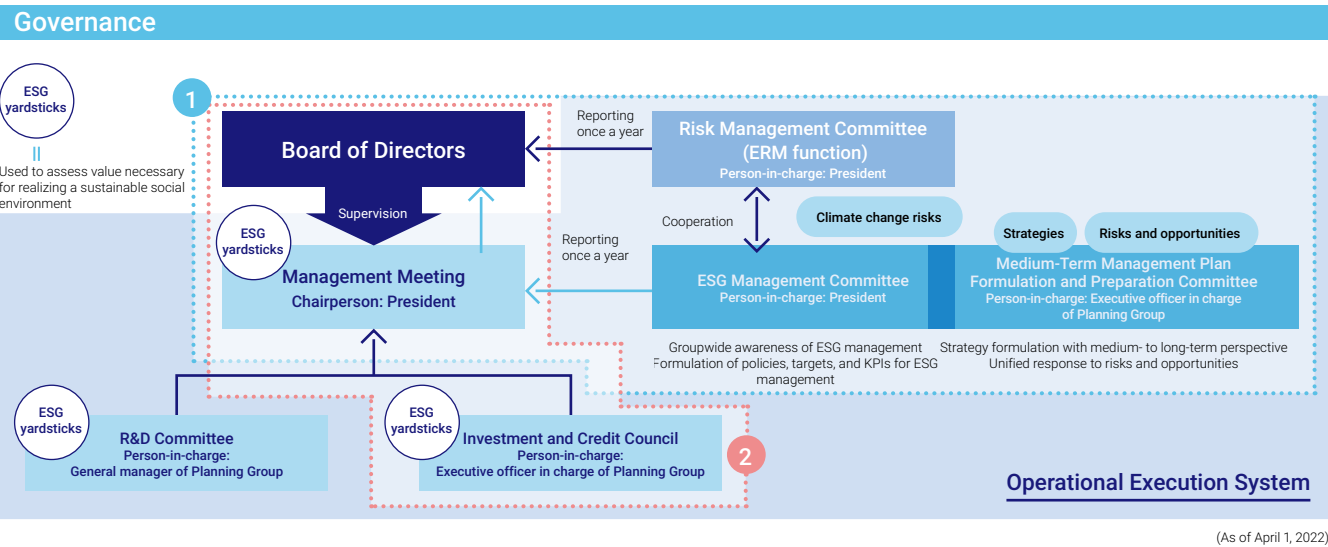 Governance
ESG
yardsticks
Used to assess value necessary
for realizing a sustainable social
environment
1
Board of Directors
Supervision
Reporting
once a year
Risk Management Committee
(ERM function)
Person-in-charge: President
Cooperation
Climate change risks
Strategies
Risks and opportunities
ESG
yardsticks
Management Meeting
Chairperson: President
Reporting
once a year
ESG Management Committee
Person-in-charge: President
Medium-Term Management Plan
Formulation and Preparation Committee
Person-in-charge: Executive officer in charge
of Planning Group
Groupwide awareness of ESG management
Formulation of policies, targets, and KPIs for ESG
management
Strategy formulation with medium- to long-term perspective
Unified response to risks and opportunities
ESG
yardsticks
R&D Committee
Person-in-charge:
General manager of Planning Group
ESG
yardsticks
Investment and Credit Council
Person-in-charge:
Executive officer in charge of Planning Group
2
Operational Execution System
(As of April 1, 2022)